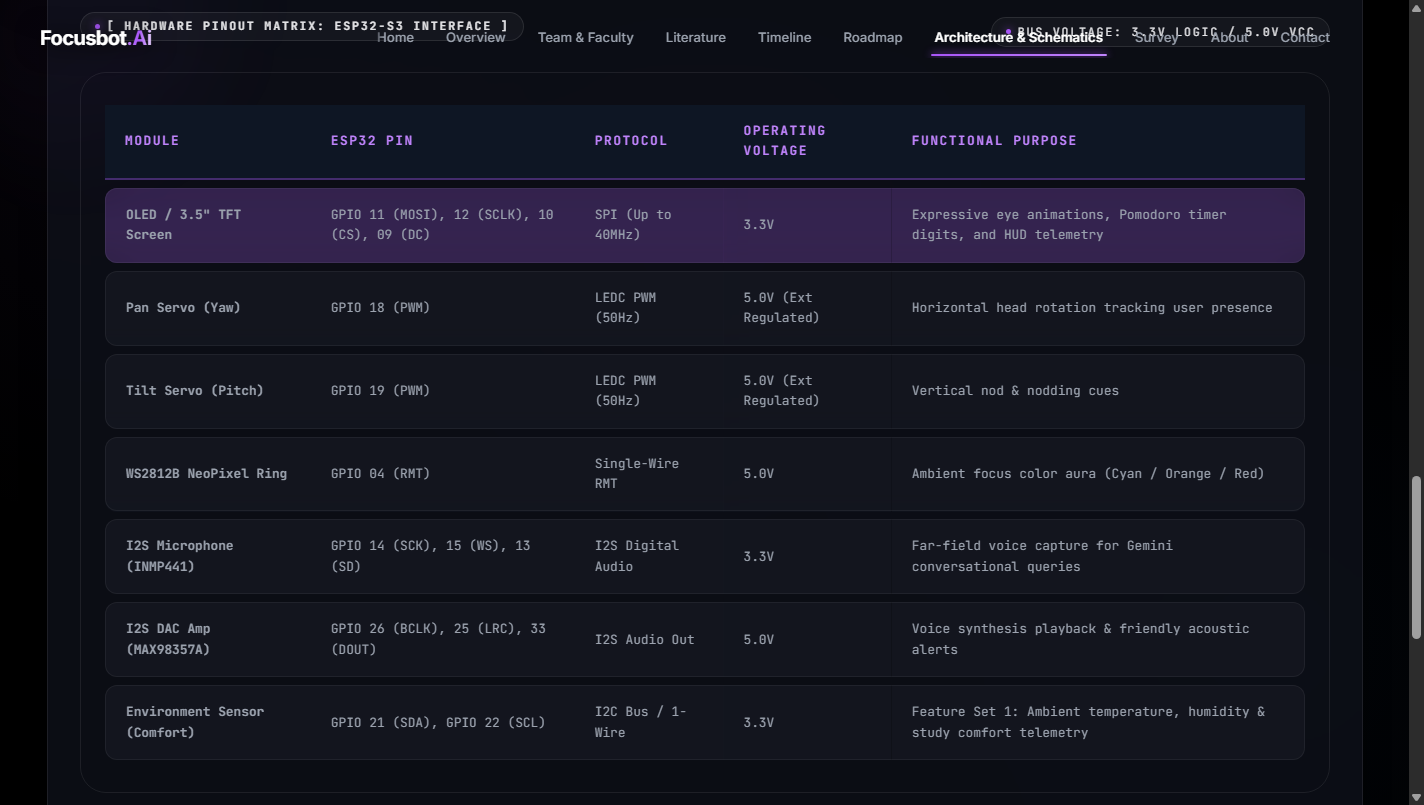 [ HARDWARE PINOUT MATRIX: ESP32-S3 INTERFACE ]
BUS VOLTAGE: 3.3V LOGIC / 5.0V VCC
Focusbot.Ai
Home Overview Team & Faculty Literature Timeline Roadmap Architecture & Schematics Survey About Contact
MODULE
ESP32 PIN
PROTOCOL
OPERATING
VOLTAGE
FUNCTIONAL PURPOSE
OLED / 3.5" TFT
Screen
GPIO 11 (MOSI), 12 (SCLK), 10
(CS), 09 (DC)
SPI (Up to
40MHz)
3.3V
Expressive eye animations, Pomodoro timer
digits, and HUD telemetry
Pan Servo (Yaw)
GPIO 18 (PWM)
LEDC PWM
(50Hz)
5.0V (Ext
Regulated)
Horizontal head rotation tracking user presence
Tilt Servo (Pitch)
GPIO 19 (PWM)
LEDC PWM
(50Hz)
5.0V (Ext
Regulated)
Vertical nod & nodding cues
WS2812B NeoPixel Ring
GPIO 04 (RMT)
Single-Wire
RMT
5.0V
Ambient focus color aura (Cyan / Orange / Red)
I2S Microphone
(INMP441)
GPIO 14 (SCK), 15 (WS), 13
(SD)
I2S Digital
Audio
3.3V
Far-field voice capture for Gemini
conversational queries
I2S DAC Amp
(MAX98357A)
GPIO 26 (BCLK), 25 (LRC), 33
(DOUT)
I2S Audio Out
5.0V
Voice synthesis playback & friendly acoustic
alerts
Environment Sensor
(Comfort)
GPIO 21 (SDA), GPIO 22 (SCL)
I2C Bus / 1-
Wire
3.3V
Feature Set 1: Ambient temperature, humidity &
study comfort telemetry